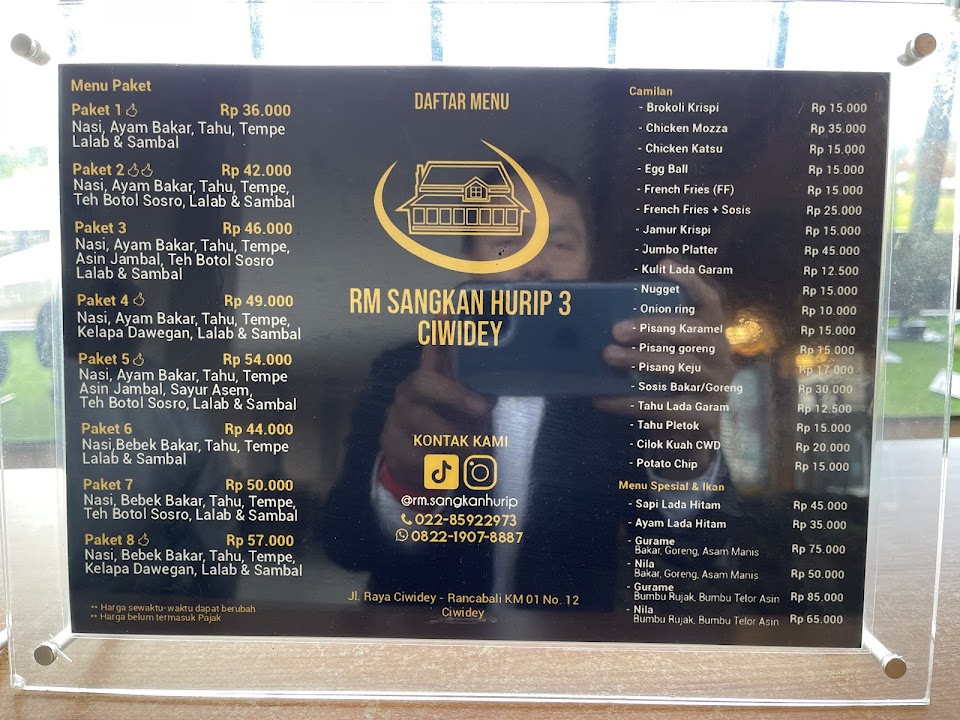 Menu Paket
Paket 1 Rp 36.000
Nasi, Ayam Bakar, Tahu, Tempe
Lalab & Sambal
Paket 2 Rp 42.000
Nasi, Ayam Bakar, Tahu, Tempe,
Teh Botol Sosro, Lalab & Sambal
Paket 3 Rp 46.000
Nasi, Ayam Bakar, Tahu, Tempe,
Asin Jambal, Teh Botol Sosro
Lalab & Sambal
Paket 4 Rp 49.000
Nasi, Ayam Bakar, Tahu, Tempe,
Kelapa Dawegan, Lalab & Sambal
Paket 5 Rp 54.000
Nasi, Ayam Bakar, Tahu, Tempe
Asin Jambal, Sayur Asem,
Teh Botol Sosro, Lalab & Sambal
Paket 6 Rp 44.000
Nasi,Bebek Bakar, Tahu, Tempe
Lalab & Sambal
Paket 7 Rp 50.000
Nasi, Bebek Bakar, Tahu, Tempe,
Teh Botol Sosro, Lalab & Sambal
Paket 8 Rp 57.000
Nasi, Bebek Bakar, Tahu, Tempe,
Kelapa Dawegan, Lalab & Sambal
** Harga sewaktu-waktu dapat berubah
** Harga belum termasuk Pajak
DAFTAR MENU
RM SANGKAN HURIP 3
CIWIDEY
KONTAK KAMI
@rm.sangkanhurip
022-85922973
0822-1907-8887
Jl. Raya Ciwidey - Rancabali KM 01 No. 12
Ciwidey
Camilan
- Brokoli Krispi Rp 15.000
- Chicken Mozza Rp 35.000
- Chicken Katsu Rp 15.000
- Egg Ball Rp 15.000
- French Fries (FF) Rp 15.000
- French Fries + Sosis Rp 25.000
- Jamur Krispi Rp 15.000
- Jumbo Platter Rp 45.000
- Kulit Lada Garam Rp 12.500
- Nugget Rp 15.000
- Onion ring Rp 10.000
- Pisang Karamel Rp 15.000
- Pisang goreng Rp 15.000
- Pisang Keju Rp 17.000
- Sosis Bakar/Goreng Rp 30.000
- Tahu Lada Garam Rp 12.500
- Tahu Pletok Rp 15.000
- Cilok Kuah CWD Rp 20.000
- Potato Chip Rp 15.000
Menu Spesial & Ikan
- Sapi Lada Hitam Rp 45.000
- Ayam Lada Hitam Rp 35.000
- Gurame
Bakar, Goreng, Asam Manis Rp 75.000
- Nila
Bakar, Goreng, Asam Manis Rp 50.000
- Gurame
Bumbu Rujak, Bumbu Telor Asin Rp 85.000
- Nila
Bumbu Rujak, Bumbu Telor Asin Rp 65.000